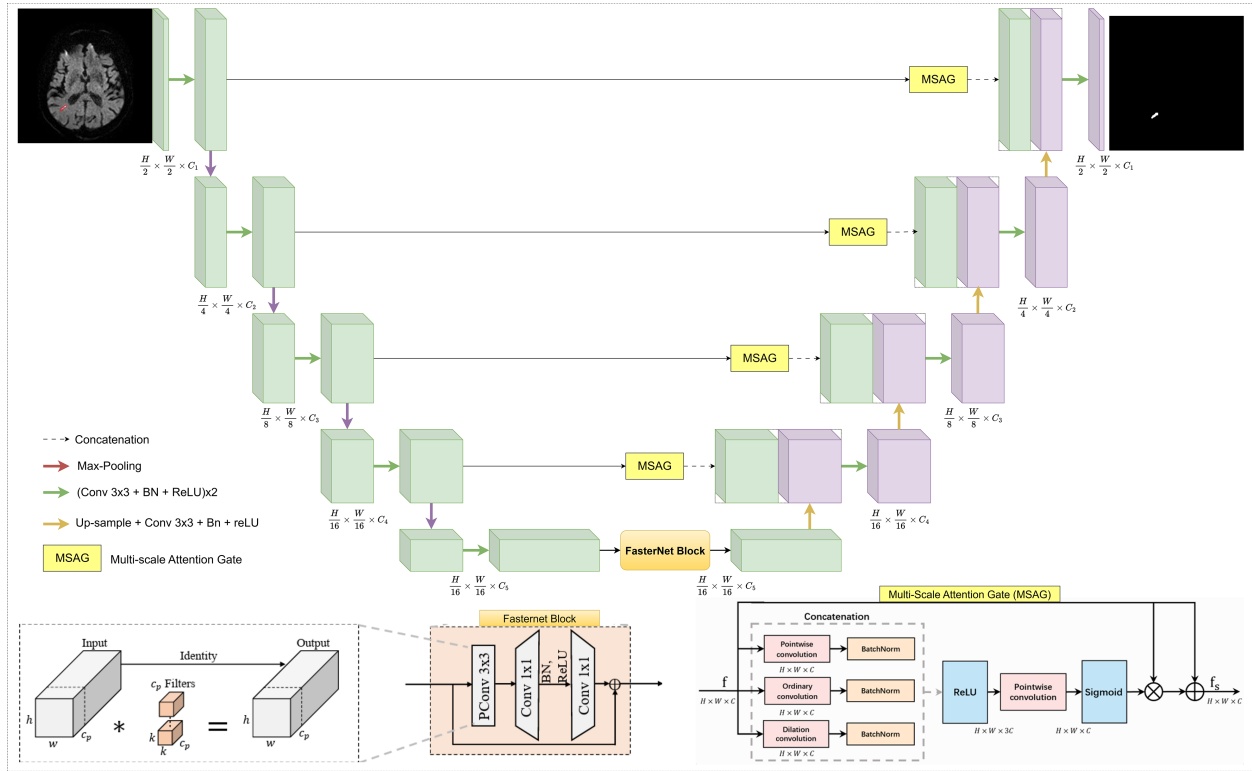 MSAG
H/2 × W/2 × C₁
H/2 × W/2 × C₁
MSAG
H/4 × W/4 × C₂
H/4 × W/4 × C₂
MSAG
H/8 × W/8 × C₃
H/8 × W/8 × C₃
Concatenation
Max-Pooling
(Conv 3x3 + BN + ReLU)x2
Up-sample + Conv 3x3 + Bn + reLU
MSAG Multi-scale Attention Gate
MSAG
H/16 × W/16 × C₄
H/16 × W/16 × C₄
FasterNet Block
H/16 × W/16 × C₅
H/16 × W/16 × C₅
Input
Output
Identity
cₚ Filters
h
w
cₚ
*
k
k
cₚ
=
h
w
cₚ
Fasternet Block
PConv 3x3
Conv 1x1
BN,
ReLU
Conv 1x1
Multi-Scale Attention Gate (MSAG)
Concatenation
f
H × W × C
Pointwise
convolution
BatchNorm
H × W × C
Ordinary
convolution
BatchNorm
H × W × C
Dilation
convolution
BatchNorm
H × W × C
ReLU
H × W × 3C
Pointwise
convolution
H × W × C
Sigmoid
fₛ
H × W × C